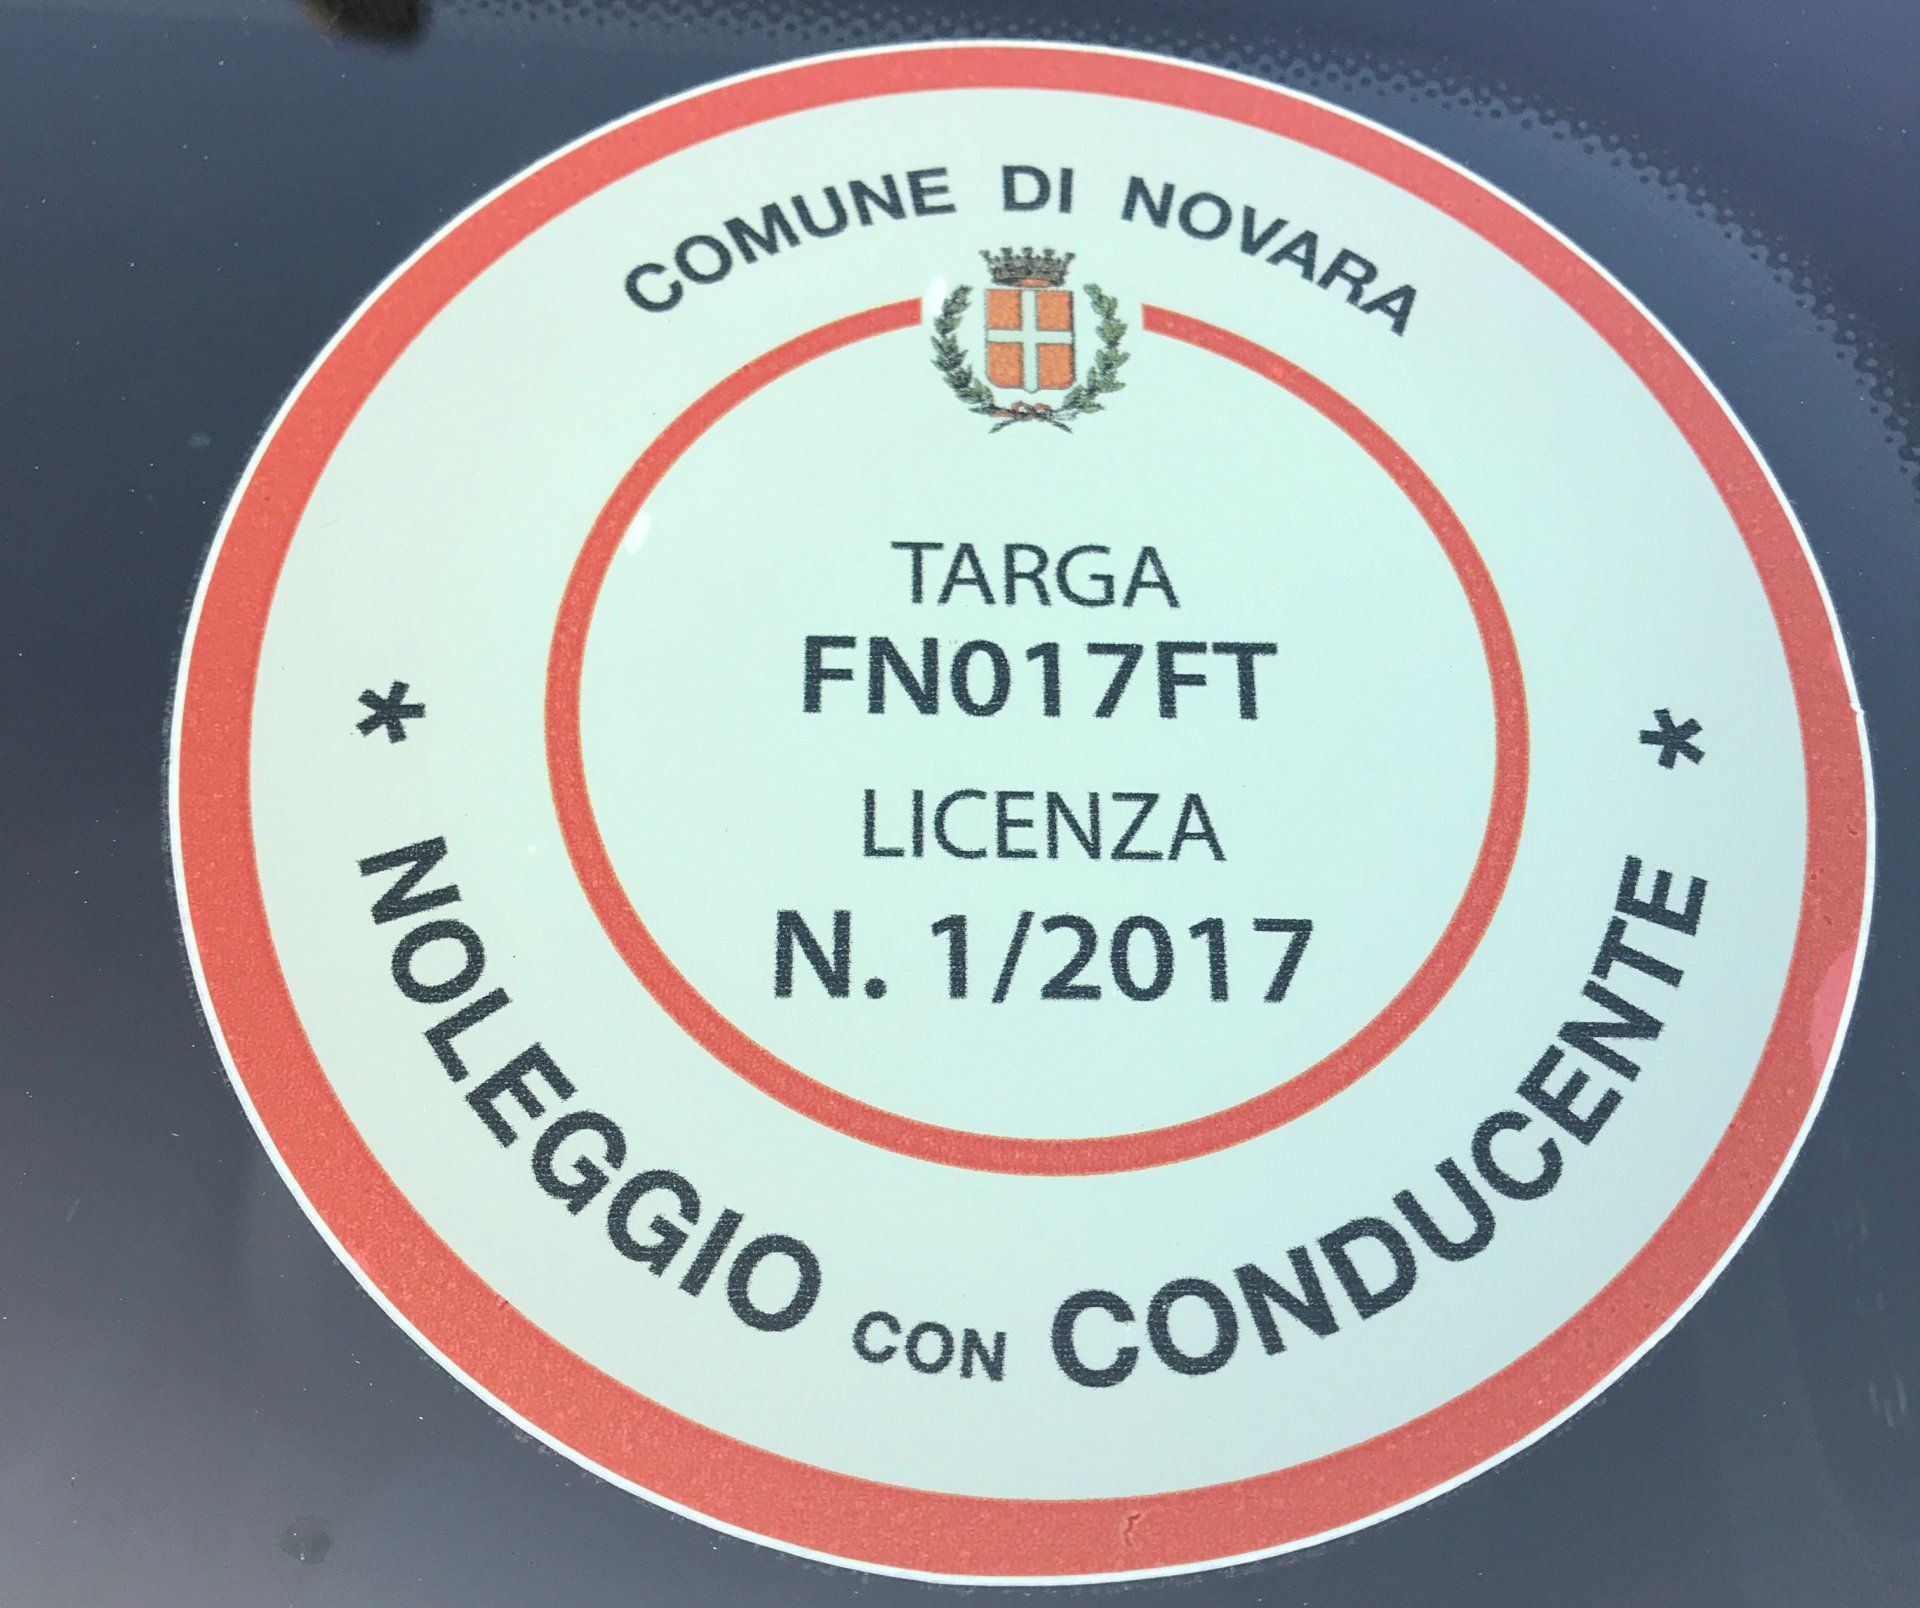 COMUNE DI NOVARA
TARGA
FN017FT
LICENZA
N. 1/2017
* NOLEGGIO CON CONDUCENTE *